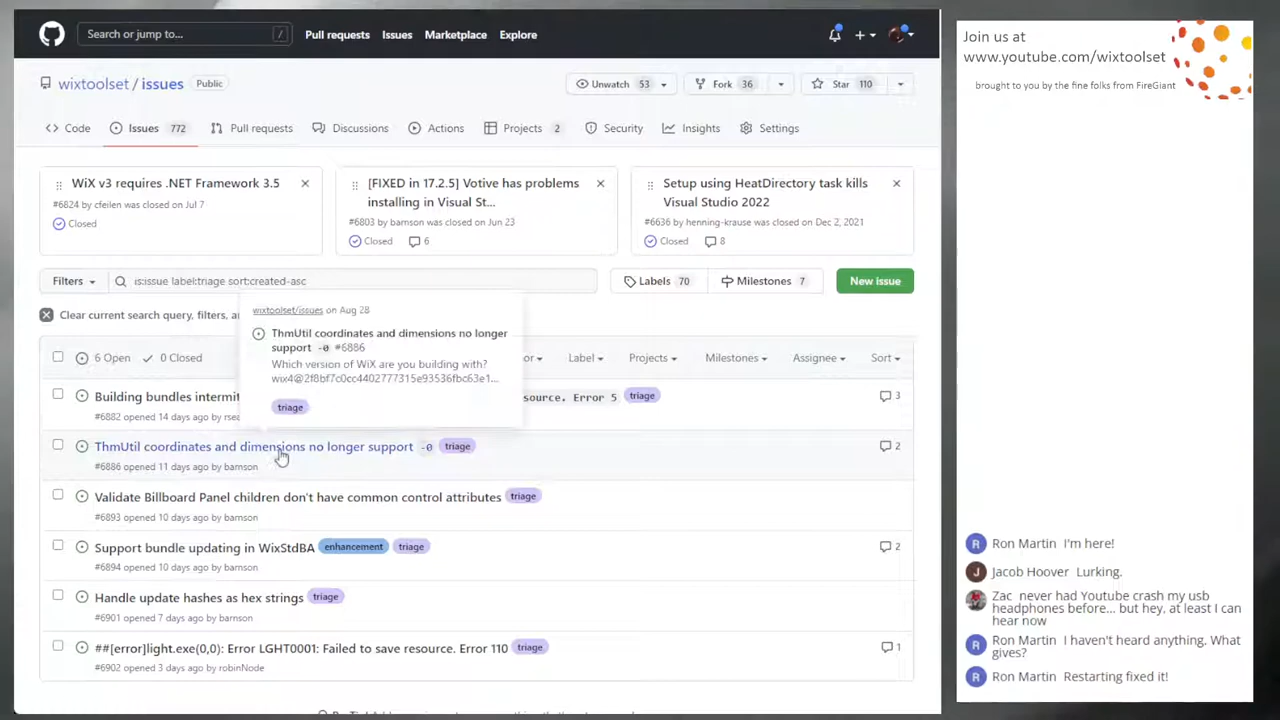 Search or jump to...
/
Pull requests
Issues
Marketplace
Explore
wixtoolset / issues
Public
Unwatch 53
Fork 36
Star 110
Code
Issues 772
Pull requests
Discussions
Actions
Projects 2
Security
Insights
Settings
WiX v3 requires .NET Framework 3.5
#6824 by cfeilen was closed on Jul 7
Closed
[FIXED in 17.2.5] Votive has problems
installing in Visual St...
#6803 by barnson was closed on Jun 23
Closed 6
Setup using HeatDirectory task kills
Visual Studio 2022
#6636 by henning-krause was closed on Dec 2, 2021
Closed 8
Filters
is:issue label:triage sort:created-asc
Labels 70
Milestones 7
New issue
Clear current search query, filters, a
wixtoolset/issues on Aug 28
ThmUtil coordinates and dimensions no longer
support -0 #6886
Which version of WiX are you building with?
triage
6 Open
0 Closed
Label
Projects
Milestones
Assignee
Sort
Building bundles intermit
ource. Error 5 triage
3
#6882 opened 14 days ago by rsea
ThmUtil coordinates and dimensions no longer support -0 triage
2
#6886 opened 11 days ago by barnson
Validate Billboard Panel children don't have common control attributes triage
#6893 opened 10 days ago by barnson
Support bundle updating in WixStdBA enhancement triage
2
#6894 opened 10 days ago by barnson
Handle update hashes as hex strings triage
#6901 opened 7 days ago by barnson
##[error]light.exe(0,0): Error LGHT0001: Failed to save resource. Error 110 triage
1
#6902 opened 3 days ago by robinNode
Join us at
www.youtube.com/wixtoolset
brought to you by the fine folks from FireGiant
R Ron Martin I'm here!
J Jacob Hoover Lurking.
Zac never had Youtube crash my usb
headphones before... but hey, at least I can
hear now
R Ron Martin I haven't heard anything. What
gives?
R Ron Martin Restarting fixed it!